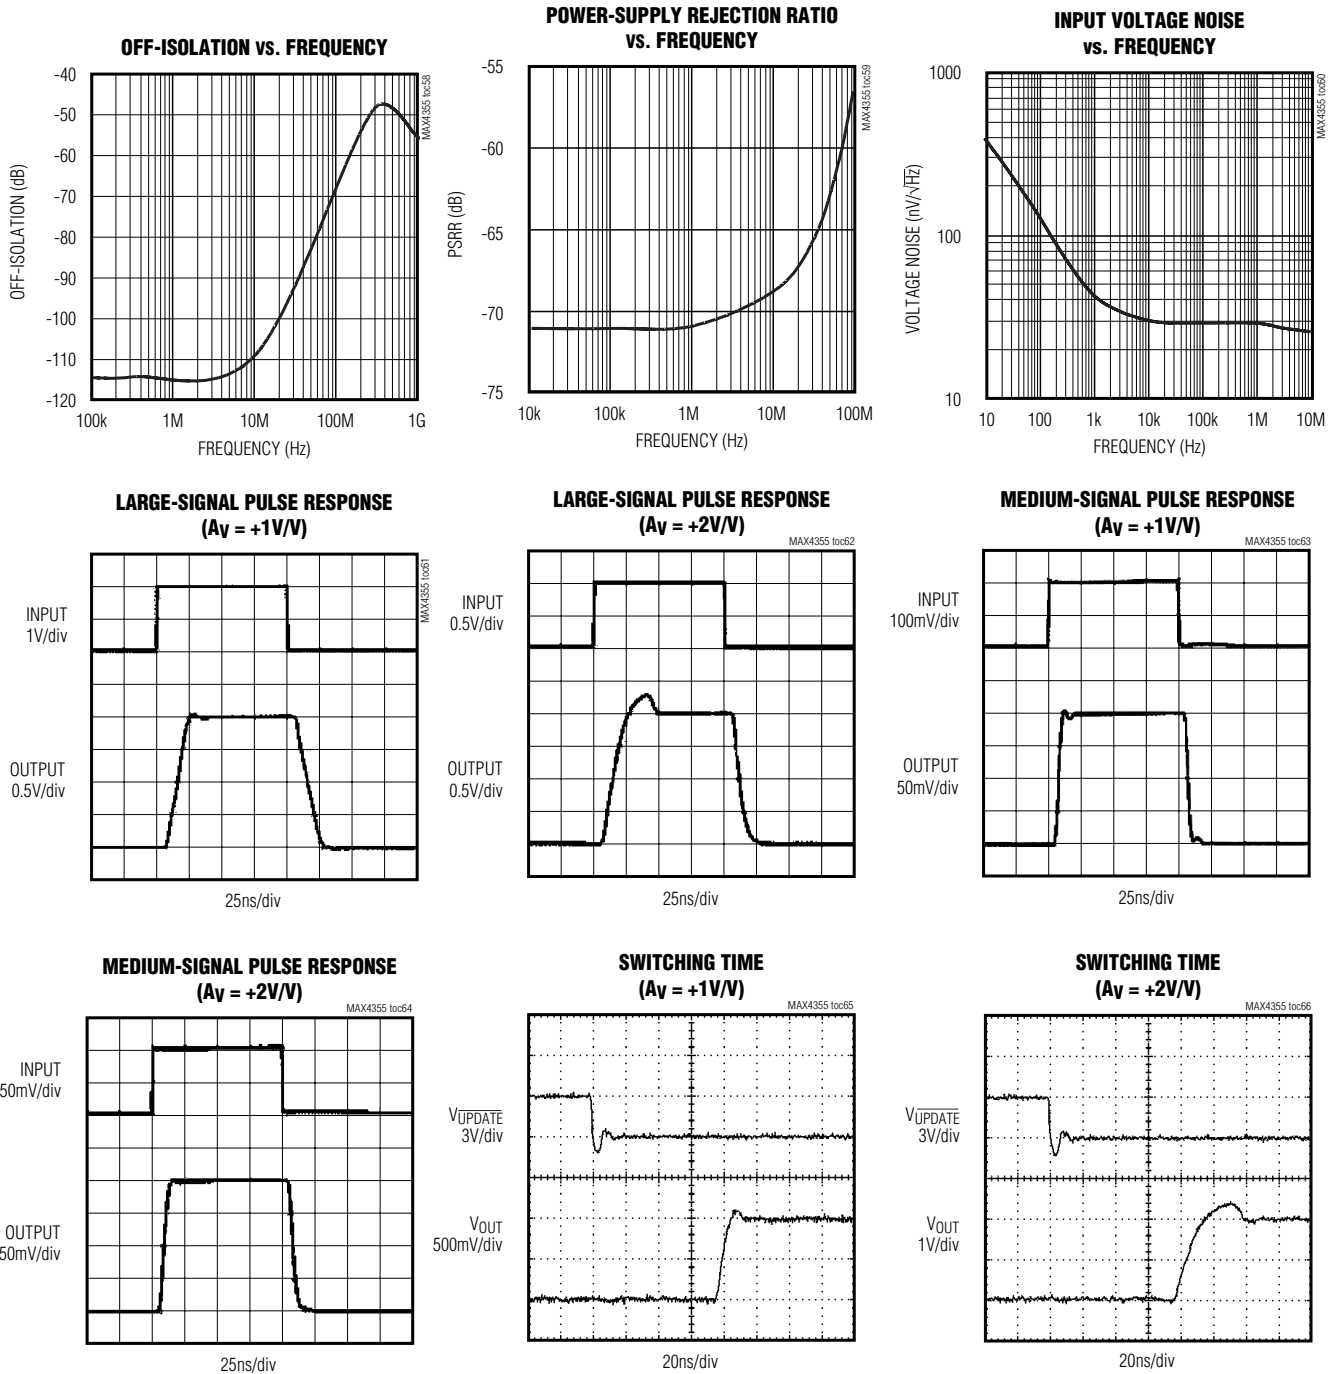 OFF-ISOLATION vs. FREQUENCY
MAX4355 toc58
OFF-ISOLATION (dB)
-40
-50
-60
-70
-80
-90
-100
-110
-120
100k 1M 10M 100M 1G
FREQUENCY (Hz)
POWER-SUPPLY REJECTION RATIO
vs. FREQUENCY
MAX4355 toc59
PSRR (dB)
-55
-60
-65
-70
-75
10k 100k 1M 10M 100M
FREQUENCY (Hz)
INPUT VOLTAGE NOISE
vs. FREQUENCY
MAX4355 toc60
VOLTAGE NOISE (nV/√Hz)
1000
100
10
10 100 1k 10k 100k 1M 10M
FREQUENCY (Hz)
LARGE-SIGNAL PULSE RESPONSE
(AV = +1V/V)
MAX4355 toc61
INPUT
1V/div
OUTPUT
0.5V/div
25ns/div
LARGE-SIGNAL PULSE RESPONSE
(AV = +2V/V)
MAX4355 toc62
INPUT
0.5V/div
OUTPUT
0.5V/div
25ns/div
MEDIUM-SIGNAL PULSE RESPONSE
(AV = +1V/V)
MAX4355 toc63
INPUT
100mV/div
OUTPUT
50mV/div
25ns/div
MEDIUM-SIGNAL PULSE RESPONSE
(AV = +2V/V)
MAX4355 toc64
INPUT
50mV/div
OUTPUT
50mV/div
25ns/div
SWITCHING TIME
(AV = +1V/V)
MAX4355 toc65
VUPDATE
3V/div
VOUT
500mV/div
20ns/div
SWITCHING TIME
(AV = +2V/V)
MAX4355 toc66
VUPDATE
3V/div
VOUT
1V/div
20ns/div